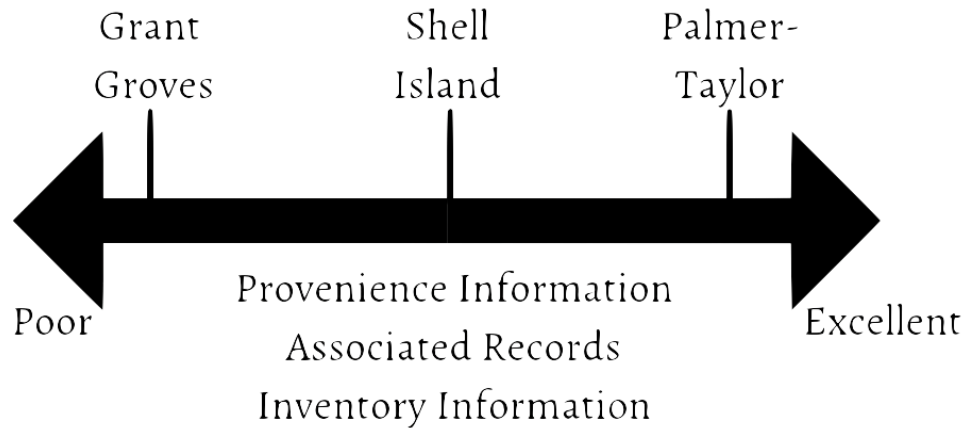 Grant
Groves
Shell
Island
Palmer-
Taylor
Poor
Excellent
Provenience Information
Associated Records
Inventory Information